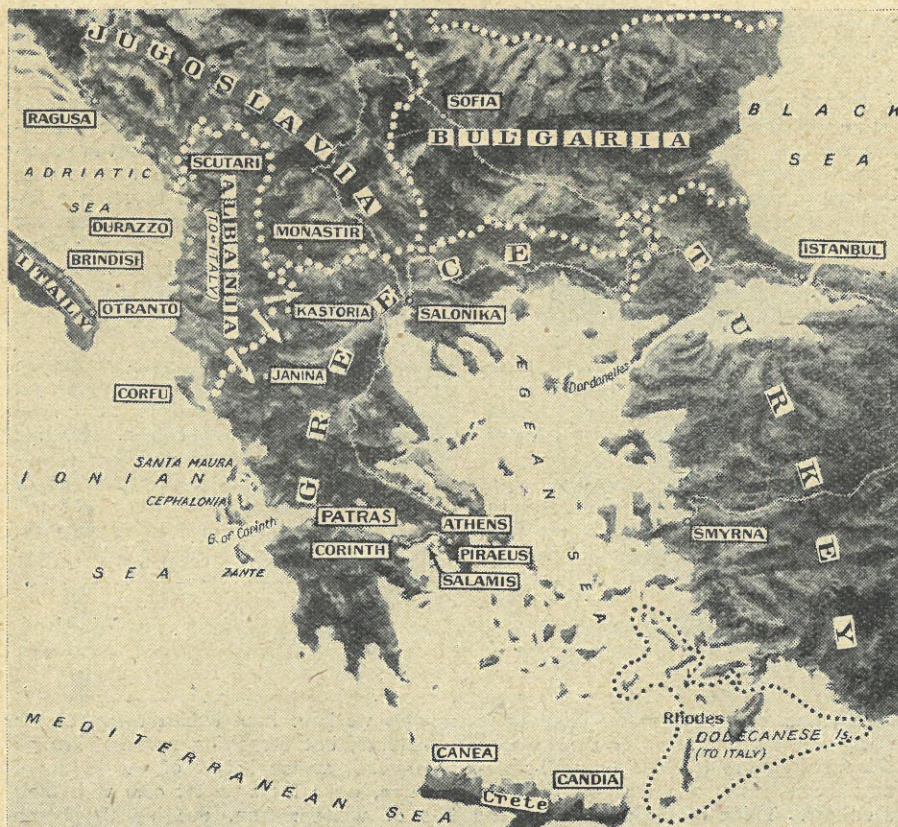 JUGOSLAVIA
RAGUSA
SOFIA
BULGARIA
BLACK
SEA
SCUTARI
ADRIATIC
SEA
ALBANIA
(TO ITALY)
DURAZZO
MONASTIR
BRINDISI
ITALY
OTRANTO
ISTANBUL
KASTORIA
SALONIKA
GREECE
TURKEY
JANINA
CORFU
Dardanelles
ÆGEAN SEA
IONIAN
SEA
SANTA MAURA
CEPHALONIA
G. of Corinth
ZANTE
PATRAS
ATHENS
CORINTH
PIRAEUS
SALAMIS
SMYRNA
Rhodes
DODECANESE Is.
(TO ITALY)
MEDITERRANEAN SEA
CANEA
CANDIA
Crete